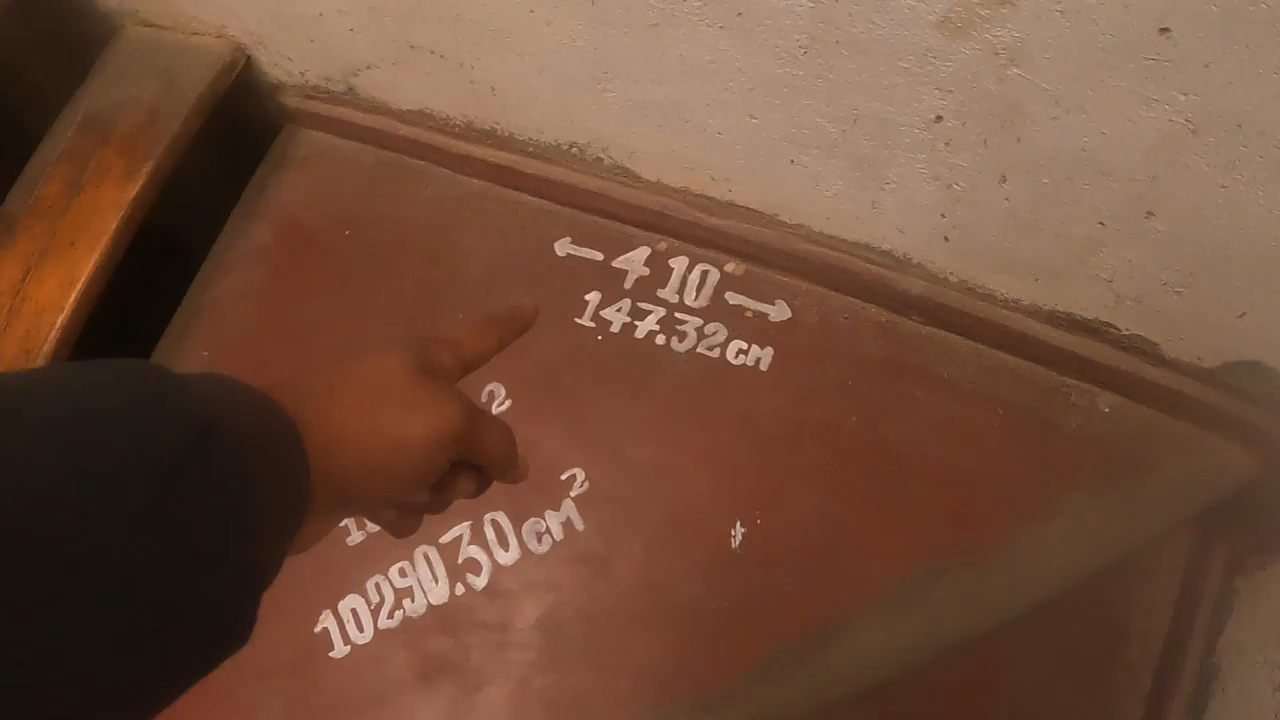 ← 4 10" →
147.32cm
2
10290.30cm²